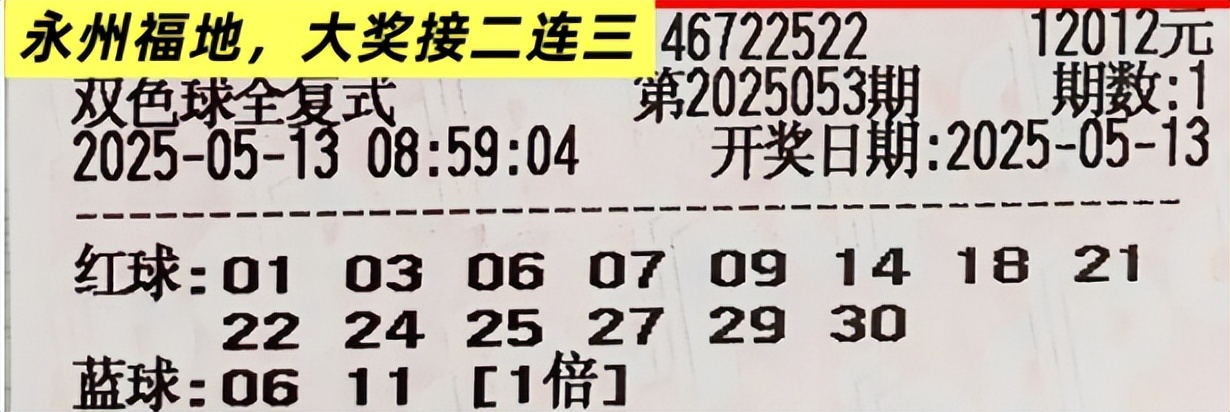 永州福地，大奖接二连三
46722522 12012元
双色球全复式 第2025053期 期数:1
2025-05-13 08:59:04 开奖日期:2025-05-13
红球:01 03 06 07 09 14 18 21
22 24 25 27 29 30
蓝球:06 11 [1倍]